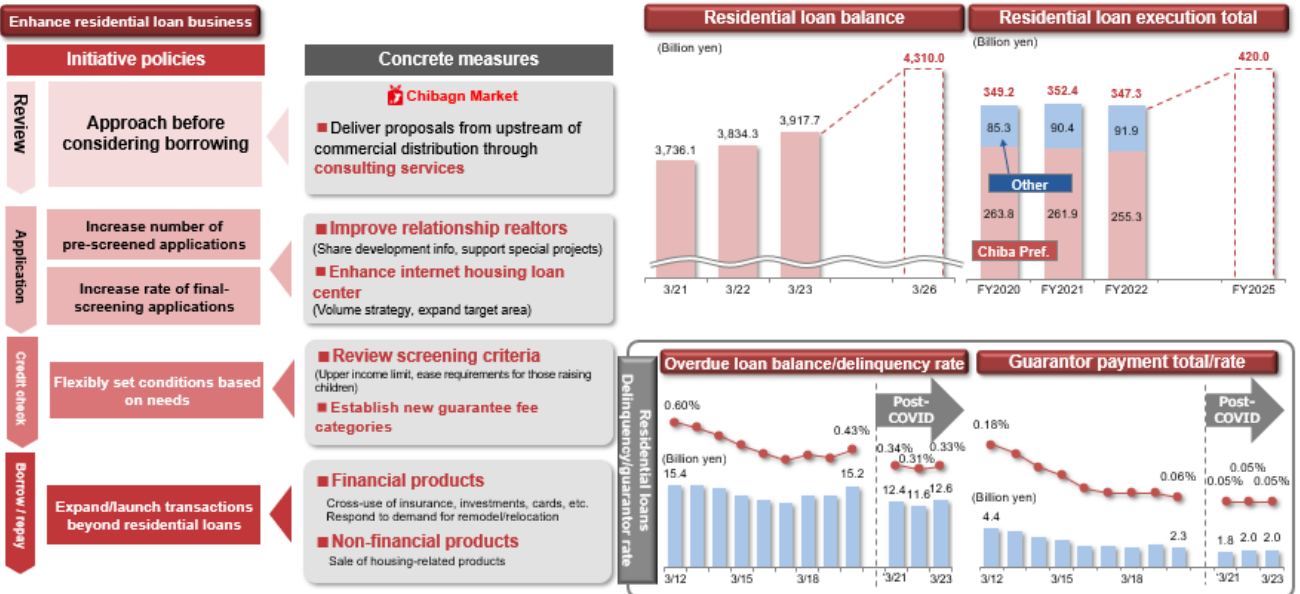 Enhance residential loan business
Initiative policies
Concrete measures
Review
Approach before
considering borrowing
Chibagn Market
■ Deliver proposals from upstream of
commercial distribution through
consulting services
Application
Increase number of
pre-screened applications
Increase rate of final-
screening applications
■ Improve relationship realtors
(Share development info, support special projects)
■ Enhance internet housing loan
center
(Volume strategy, expand target area)
Credit check
Flexibly set conditions based
on needs
■ Review screening criteria
(Upper income limit, ease requirements for those raising
children)
■ Establish new guarantee fee
categories
Borrow / repay
Expand/launch transactions
beyond residential loans
■ Financial products
Cross-use of insurance, investments, cards, etc.
Respond to demand for remodel/relocation
■ Non-financial products
Sale of housing-related products
Residential loan balance
(Billion yen)
4,310.0
3,917.7
3,834.3
3,736.1
3/21 3/22 3/23 3/26
Residential loan execution total
(Billion yen)
420.0
349.2 352.4 347.3
85.3 90.4 91.9
Other
263.8 261.9 255.3
Chiba Pref.
FY2020 FY2021 FY2022 FY2025
Residential loans
Delinquency/guarantor rate
Overdue loan balance/delinquency rate
Post-
COVID
0.60%
0.43%
0.34% 0.31% 0.33%
(Billion yen)
15.4 15.2
12.4 11.6 12.6
3/12 3/15 3/18 3/21 3/23
Guarantor payment total/rate
Post-
COVID
0.18%
0.06%
0.05%
0.05% 0.05%
(Billion yen)
4.4
2.3
1.8 2.0 2.0
3/12 3/15 3/18 3/21 3/23